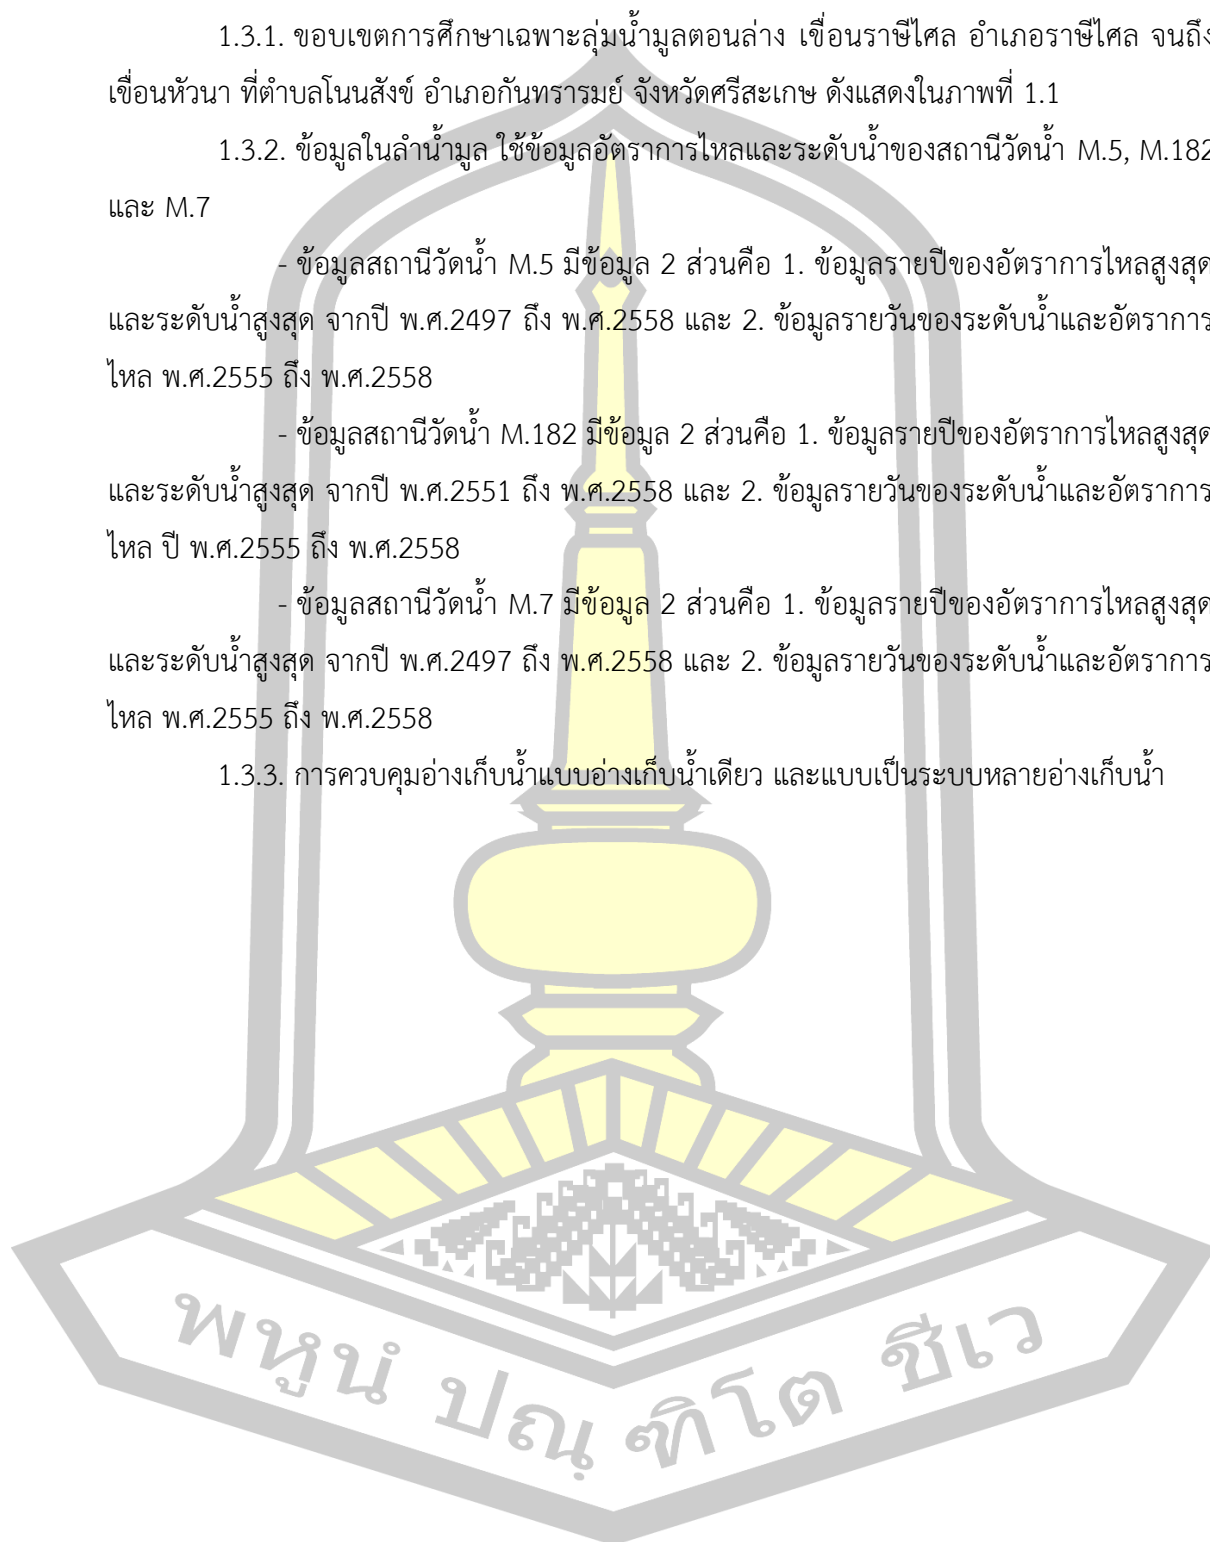 1.3.1. ขอบเขตการศึกษาเฉพาะลุ่มน้ำมูลตอนล่าง เขื่อนราษีไศล อำเภอราษีไศล จนถึง
เขื่อนหัวนา ที่ตำบลโนนสังข์ อำเภอกันทรารมย์ จังหวัดศรีสะเกษ ดังแสดงในภาพที่ 1.1
1.3.2. ข้อมูลในลำน้ำมูล ใช้ข้อมูลอัตราการไหลและระดับน้ำของสถานีวัดน้ำ M.5, M.182
และ M.7
- ข้อมูลสถานีวัดน้ำ M.5 มีข้อมูล 2 ส่วนคือ 1. ข้อมูลรายปีของอัตราการไหลสูงสุด
และระดับน้ำสูงสุด จากปี พ.ศ.2497 ถึง พ.ศ.2558 และ 2. ข้อมูลรายวันของระดับน้ำและอัตราการ
ไหล พ.ศ.2555 ถึง พ.ศ.2558
- ข้อมูลสถานีวัดน้ำ M.182 มีข้อมูล 2 ส่วนคือ 1. ข้อมูลรายปีของอัตราการไหลสูงสุด
และระดับน้ำสูงสุด จากปี พ.ศ.2551 ถึง พ.ศ.2558 และ 2. ข้อมูลรายวันของระดับน้ำและอัตราการ
ไหล ปี พ.ศ.2555 ถึง พ.ศ.2558
- ข้อมูลสถานีวัดน้ำ M.7 มีข้อมูล 2 ส่วนคือ 1. ข้อมูลรายปีของอัตราการไหลสูงสุด
และระดับน้ำสูงสุด จากปี พ.ศ.2497 ถึง พ.ศ.2558 และ 2. ข้อมูลรายวันของระดับน้ำและอัตราการ
ไหล พ.ศ.2555 ถึง พ.ศ.2558
1.3.3. การควบคุมอ่างเก็บน้ำแบบอ่างเก็บน้ำเดียว และแบบเป็นระบบหลายอ่างเก็บน้ำ
พหูนํ ปณฺฑิโต ชีเว